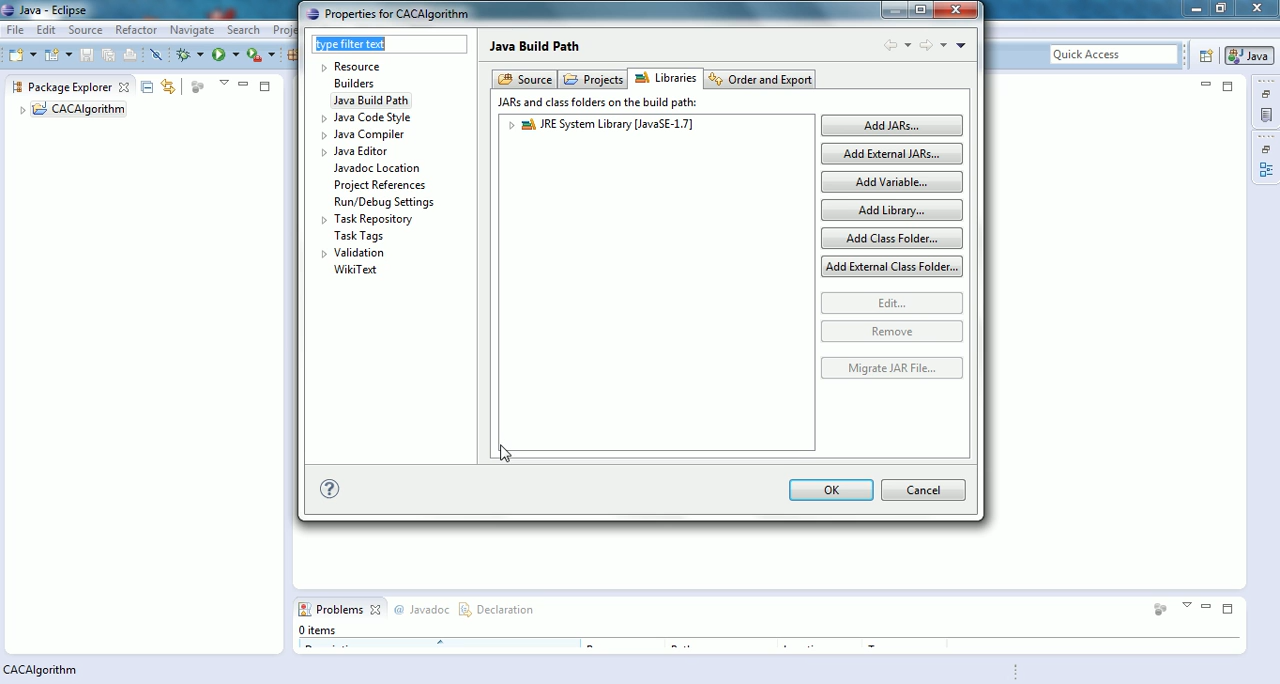 Java - Eclipse
Properties for CACAlgorithm
File Edit Source Refactor Navigate Search Proje
type filter text
Java Build Path
Quick Access
Java
Package Explorer
CACAlgorithm
Resource
Builders
Java Build Path
Java Code Style
Java Compiler
Java Editor
Javadoc Location
Project References
Run/Debug Settings
Task Repository
Task Tags
Validation
WikiText
Source Projects Libraries Order and Export
JARs and class folders on the build path:
JRE System Library [JavaSE-1.7]
Add JARs...
Add External JARs...
Add Variable...
Add Library...
Add Class Folder...
Add External Class Folder...
Edit...
Remove
Migrate JAR File...
?
OK Cancel
Problems @ Javadoc Declaration
0 items
CACAlgorithm